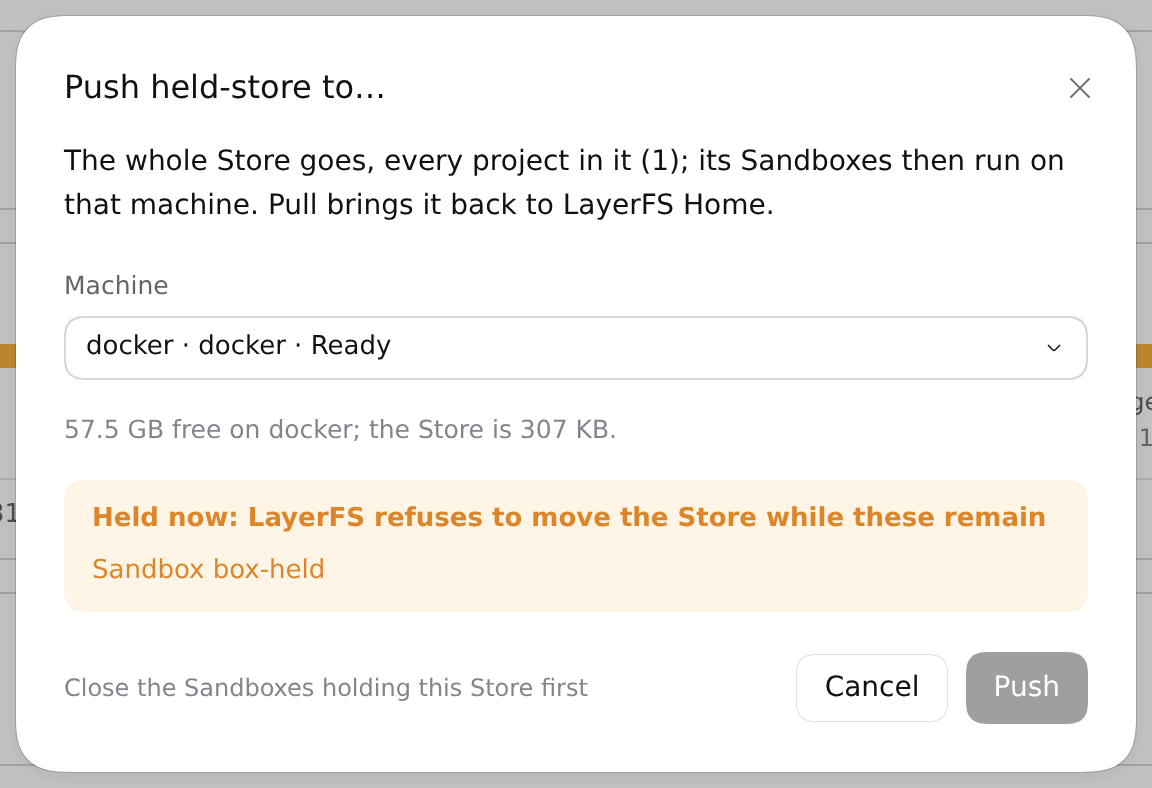 Push held-store to...
The whole Store goes, every project in it (1); its Sandboxes then run on
that machine. Pull brings it back to LayerFS Home.
Machine
docker · docker · Ready
57.5 GB free on docker; the Store is 307 KB.
Held now: LayerFS refuses to move the Store while these remain
Sandbox box-held
Close the Sandboxes holding this Store first
Cancel
Push